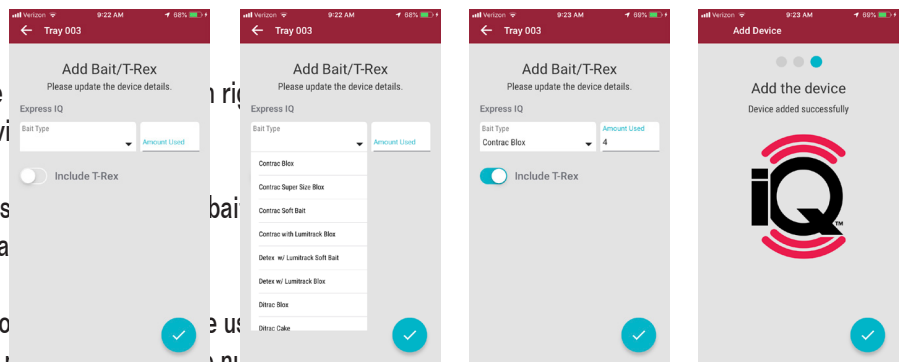 Verizon 9:22 AM 68%
Tray 003
Add Bait/T-Rex
Please update the device details.
Express IQ
Bait Type
Amount Used
Include T-Rex
Verizon 9:22 AM 68%
Tray 003
Add Bait/T-Rex
Please update the device details.
Express IQ
Bait Type
Amount Used
Contrac Blox
Contrac Super Size Blox
Contrac Soft Bait
Contrac with Lumitrack Blox
Detex w/ Lumitrack Soft Bait
Detex w/ Lumitrack Blox
Ditrac Blox
Ditrac Cake
Verizon 9:23 AM 69%
Tray 003
Add Bait/T-Rex
Please update the device details.
Express IQ
Bait Type Amount Used
Contrac Blox 4
Include T-Rex
Verizon 9:23 AM 69%
Add Device
Add the device
Device added successfully
iQ™
bait